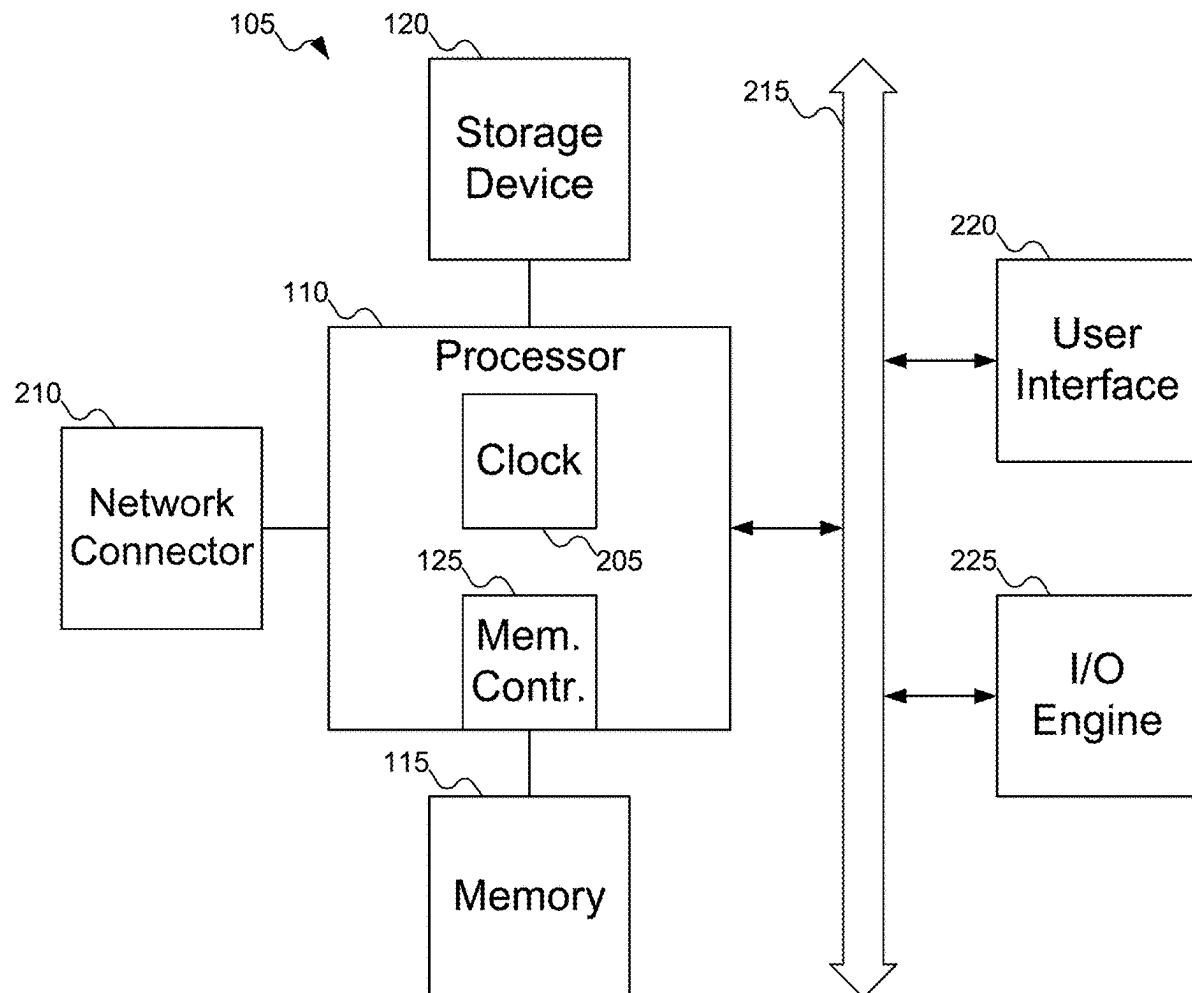 105
120
Storage
Device
215
220
User
Interface
110
Processor
210
Network
Connector
Clock
205
125
Mem.
Contr.
225
I/O
Engine
115
Memory